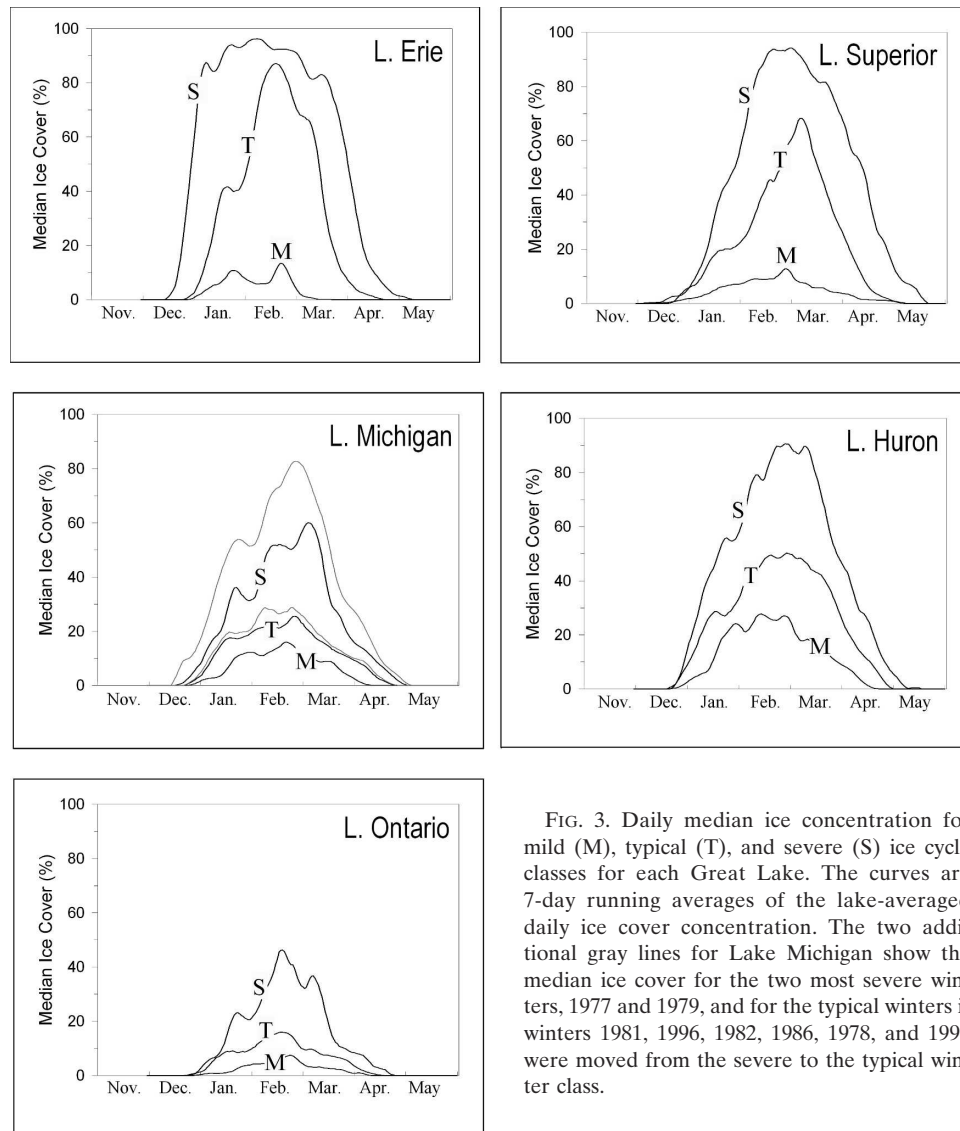 L. Erie
Median Ice Cover (%)
100
80
60
40
20
0
S
T
M
Nov. Dec. Jan. Feb. Mar. Apr. May
L. Superior
Median Ice Cover (%)
100
80
60
40
20
0
S
T
M
Nov. Dec. Jan. Feb. Mar. Apr. May
L. Michigan
Median Ice Cover (%)
100
80
60
40
20
0
S
T
M
Nov. Dec. Jan. Feb. Mar. Apr. May
L. Huron
Median Ice Cover (%)
100
80
60
40
20
0
S
T
M
Nov. Dec. Jan. Feb. Mar. Apr. May
L. Ontario
Median Ice Cover (%)
100
80
60
40
20
0
S
T
M
Nov. Dec. Jan. Feb. Mar. Apr. May
FIG. 3. Daily median ice concentration fo
mild (M), typical (T), and severe (S) ice cycl
classes for each Great Lake. The curves ar
7-day running averages of the lake-average
daily ice cover concentration. The two addi
tional gray lines for Lake Michigan show th
median ice cover for the two most severe win
ters, 1977 and 1979, and for the typical winters i
winters 1981, 1996, 1982, 1986, 1978, and 199
were moved from the severe to the typical win
ter class.